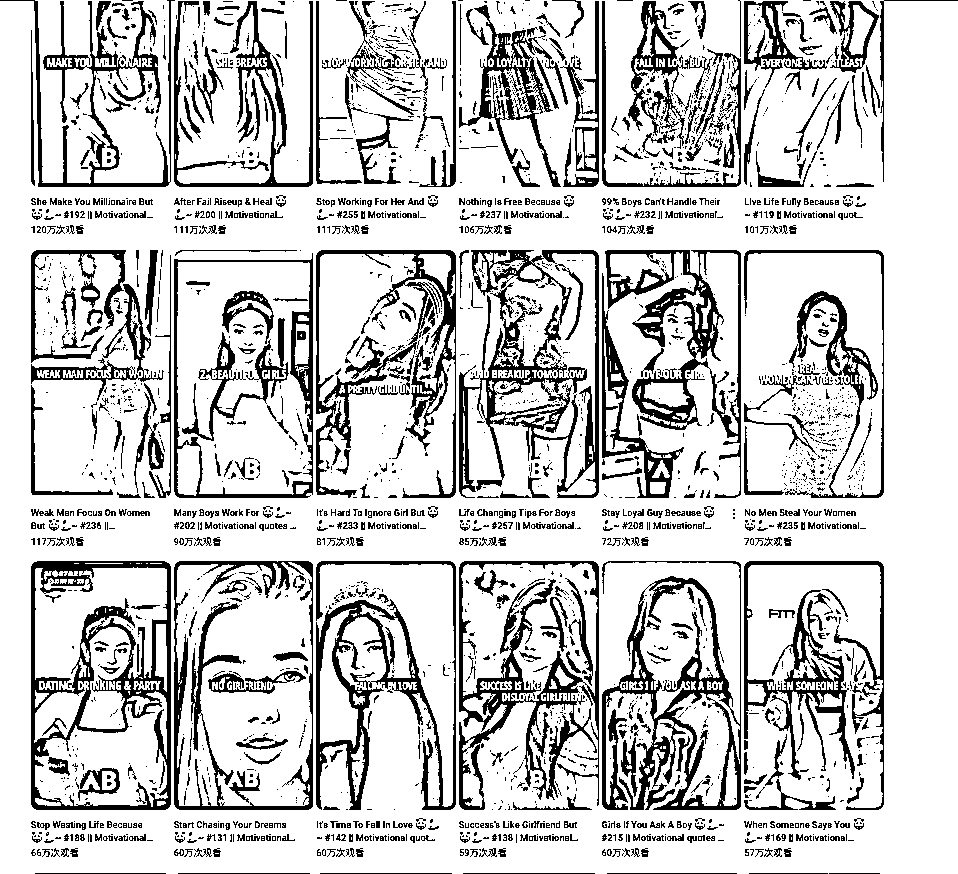 MAKE YOU MILLIONAIRE
SHE BREAKS
STOP WORKING FOR HER AND
NO LOYALTY NO LOVE
FALL IN LOVE BUT
EVERYONE'S GOT AT LEAST
AB
She Make You Millionaire But
~ #192 || Motivational...
120万次观看
After Fail Riseup & Heal
~ #200 || Motivational...
111万次观看
Stop Working For Her And
~ #255 || Motivational...
111万次观看
Nothing Is Free Because
~ #237 || Motivational...
106万次观看
99% Boys Can't Handle Their
~ #232 || Motivational...
104万次观看
Live Life Fully Because
~ #119 || Motivational quot...
101万次观看
WEAK MAN FOCUS ON WOMEN
2. BEAUTIFUL GIRLS
PRETTY GIRL UNTIL
AND BREAKUP TOMORROW
LOVE OUR GIRL
REAL
WOMEN CAN'T BE STOLEN
AB
Weak Man Focus On Women
But ~ #236 ||...
117万次观看
Many Boys Work For ~
#202 || Motivational quotes ...
90万次观看
It's Hard To Ignore Girl But
~ #233 || Motivational...
81万次观看
Life Changing Tips For Boys
~ #257 || Motivational...
85万次观看
Stay Loyal Guy Because
~ #208 || Motivational...
72万次观看
No Men Steal Your Women
~ #235 || Motivational...
70万次观看
DATING, DRINKING & PARTY
NO GIRLFRIEND
FALLING IN LOVE
SUCCESS IS LIKE
DISLOYAL GIRLFRIEND
GIRLS ! IF YOU ASK A BOY
WHEN SOMEONE SAYS
AB
AB
Stop Westing Life Because
~ #188 || Motivational...
66万次观看
Start Chasing Your Dreams
~ #131 || Motivational...
60万次观看
It's Time To Fall In Love
~ #142 || Motivational quot...
60万次观看
Success's Like Girlfriend But
~ #138 | Motivational...
59万次观看
Girls If You Ask A Boy ~
#215 || Motivational quotes ...
60万次观看
When Someone Says You
~ #169 || Motivational...
57万次观看